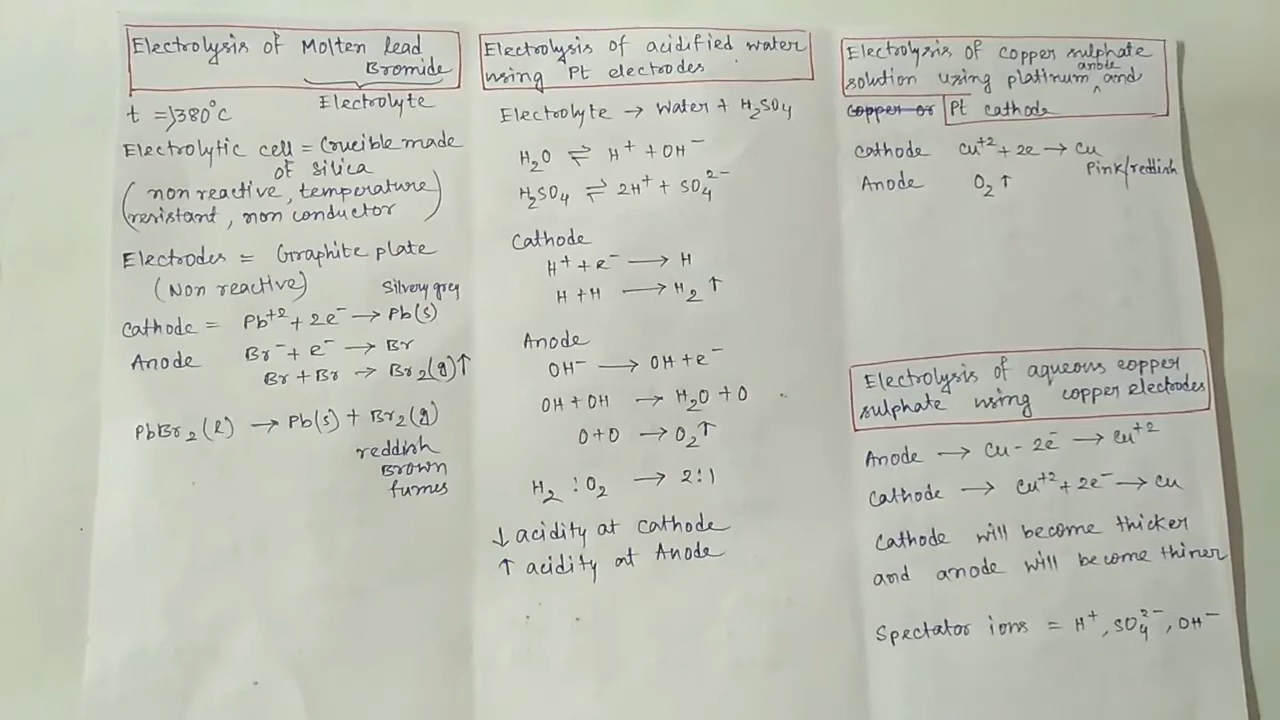 Electrolysis of Molten lead
Bromide
Electrolyte
t => 380°C
Electrolytic cell = Crucible made
of silica
(non reactive, temperature
resistant, non conductor)
Electrodes = Graphite plate
(Non reactive)
Silvery grey
Cathode = Pb+2 + 2e- → Pb(s)
Anode Br- + e- → Br
Br + Br → Br2(g)↑
PbBr2(l) → Pb(s) + Br2(g)
reddish
Brown
fumes
Electrolysis of acidified water
using Pt electrodes
Electrolyte → Water + H2SO4
H2O ⇌ H+ + OH-
H2SO4 ⇌ 2H+ + SO4 2-
Cathode
H+ + e- → H
H + H → H2↑
Anode
OH- → OH + e-
OH + OH → H2O + O
O + O → O2↑
H2 : O2 → 2:1
↓ acidity at cathode
↑ acidity at Anode
Electrolysis of copper sulphate
solution using platinum anode and
copper or Pt cathode
Cathode Cu+2 + 2e → Cu
Pink/reddish
Anode O2↑
Electrolysis of aqueous copper
sulphate using copper electrodes
Anode → Cu - 2e- → Cu+2
Cathode → Cu+2 + 2e- → Cu
Cathode will become thicker
and anode will become thiner
Spectator ions = H+, SO4 2-, OH-